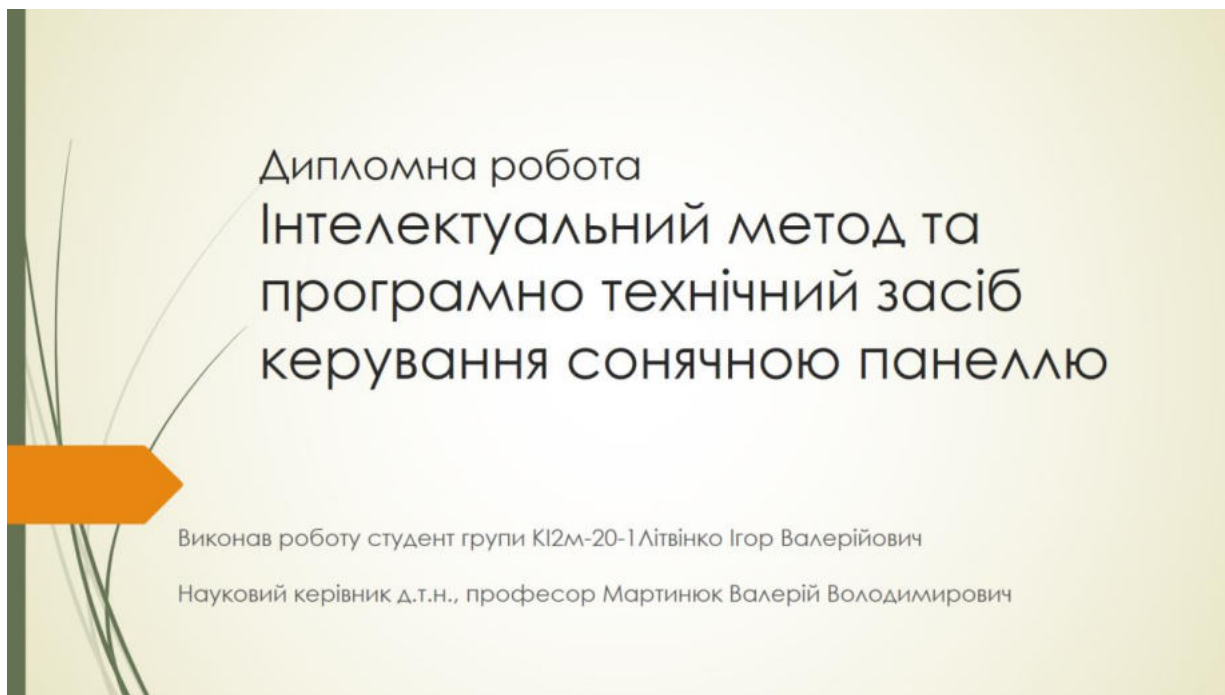 Дипломна робота
Інтелектуальний метод та
програмно технічний засіб
керування сонячною панеллю
Виконав роботу студент групи КІ2м-20-1Літвінко Ігор Валерійович
Науковий керівник д.т.н., професор Мартинюк Валерій Володимирович